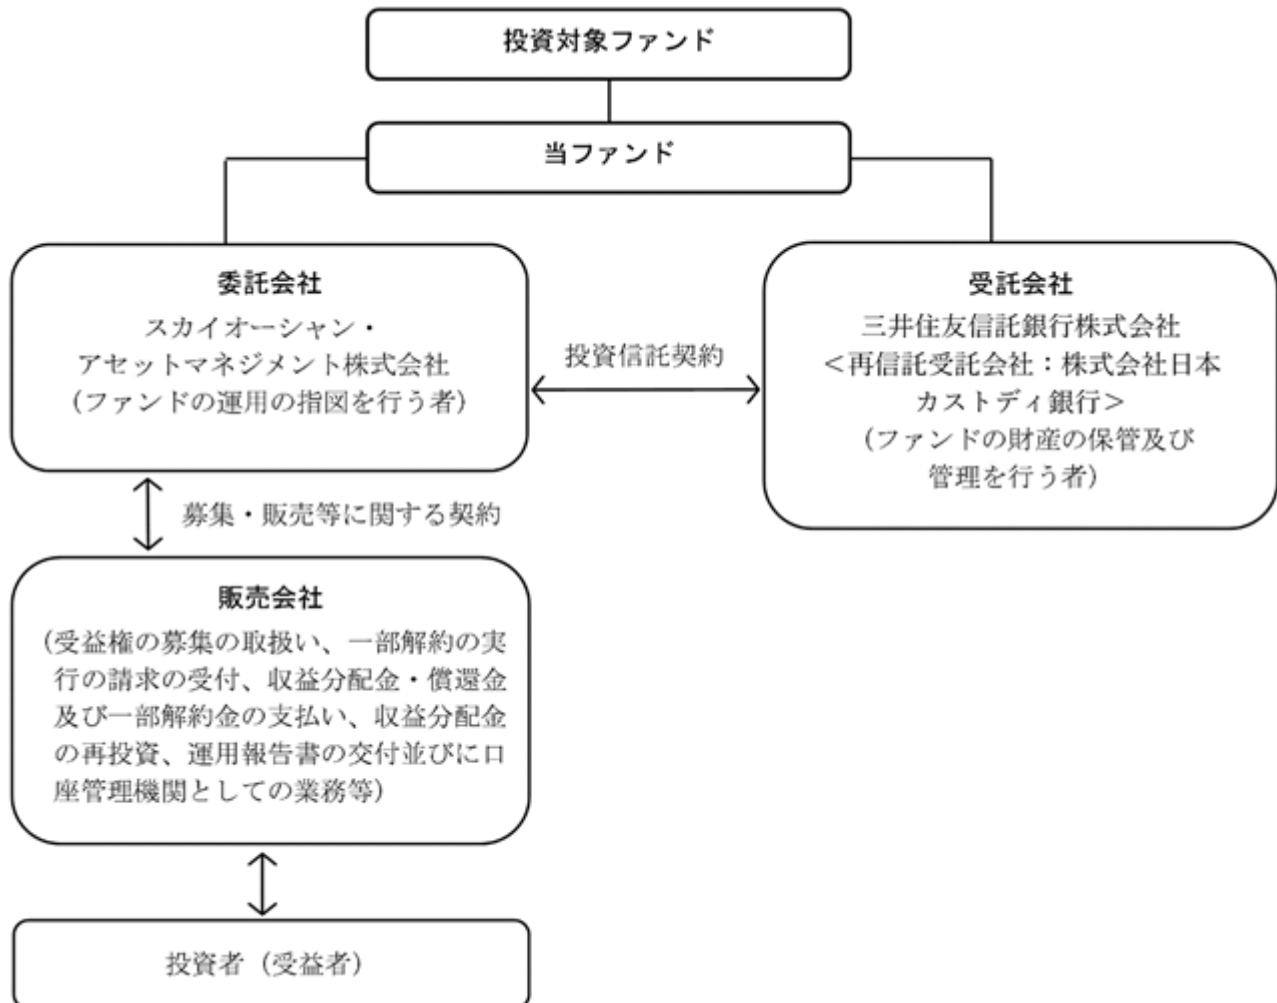 投資対象ファンド
当ファンド
委託会社
スカイオーシャン・
アセットマネジメント株式会社
（ファンドの運用の指図を行う者）
投資信託契約
受託会社
三井住友信託銀行株式会社
＜再信託受託会社：株式会社日本
カストディ銀行＞
（ファンドの財産の保管及び
管理を行う者）
募集・販売等に関する契約
販売会社
（受益権の募集の取扱い、一部解約の実
行の請求の受付、収益分配金・償還金
及び一部解約金の支払い、収益分配金
の再投資、運用報告書の交付並びに口
座管理機関としての業務等）
投資者（受益者）